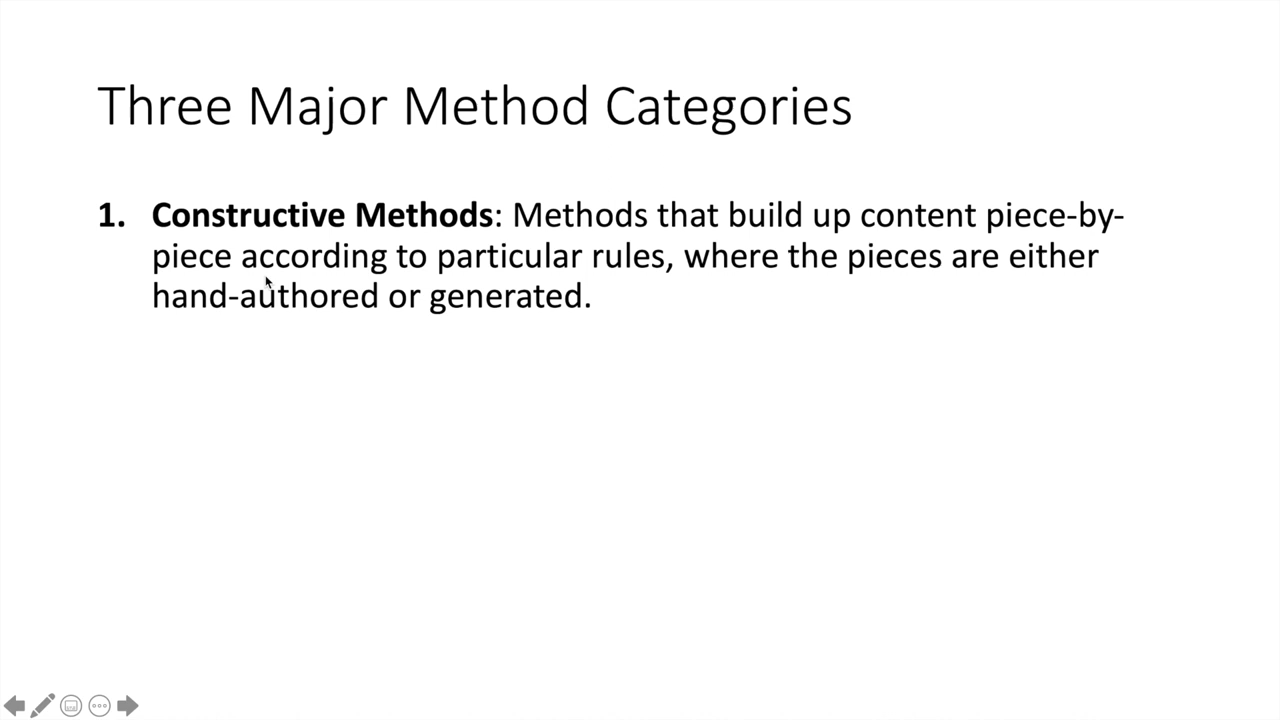 Three Major Method Categories
1. Constructive Methods: Methods that build up content piece-by-
piece according to particular rules, where the pieces are either
hand-authored or generated.